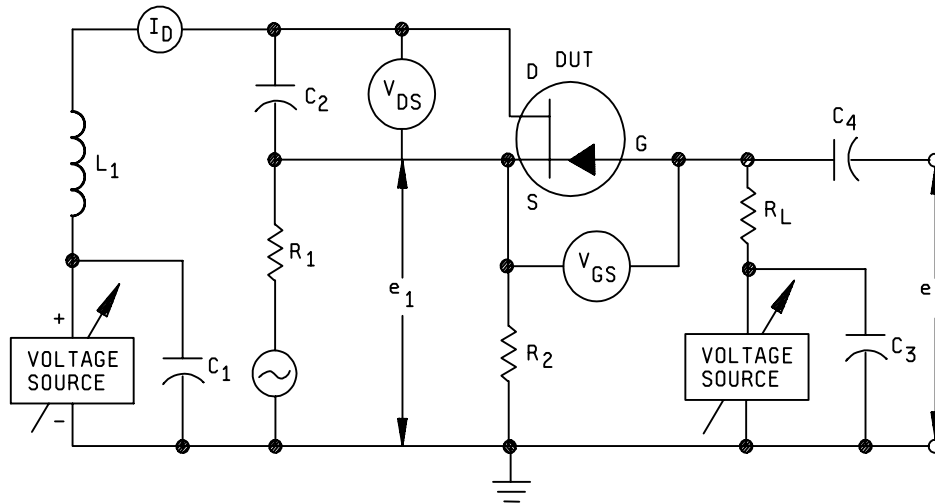 I_D
D DUT
C_2
V_DS
C_4
G
L_1
S
R_L
R_1
V_GS
e_1
e
+
VOLTAGE
SOURCE
-
C_1
R_2
VOLTAGE
SOURCE
C_3